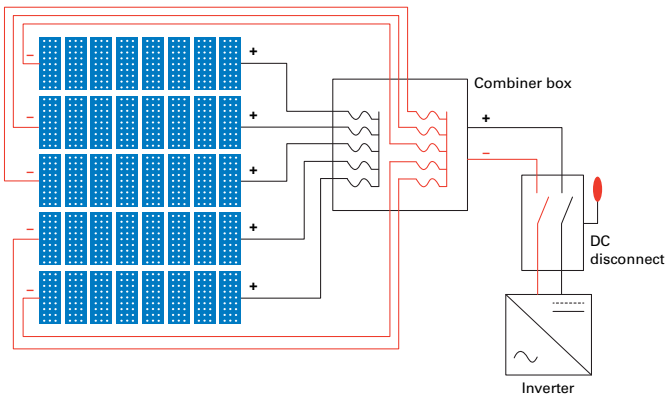 − +
Combiner box
+
− +
−
− +
DC
disconnect
− +
− +
Inverter